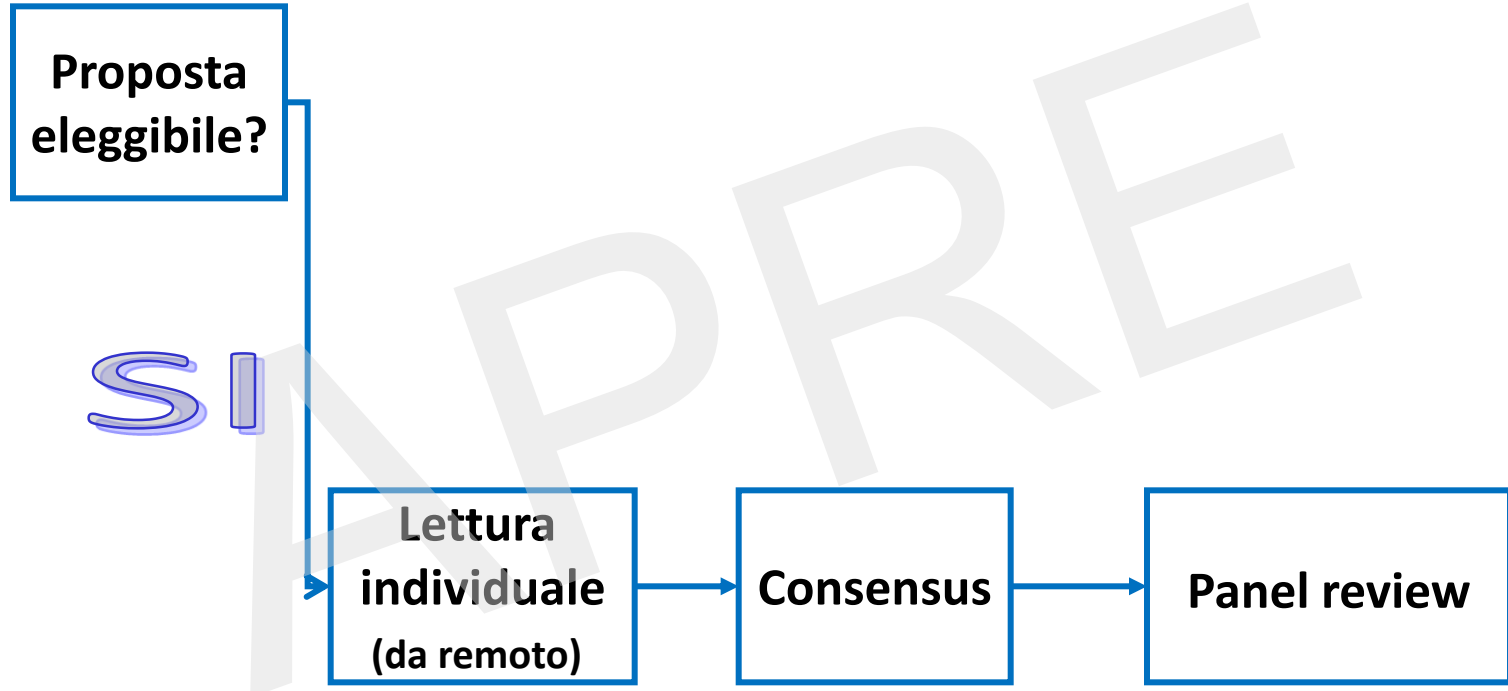 Proposta
eleggibile?
SI
Lettura
individuale
(da remoto)
Consensus
Panel review
APRE